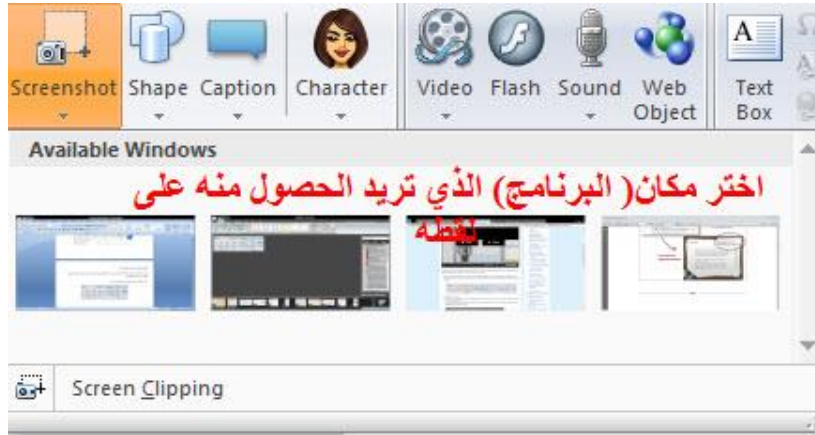 Screenshot Shape Caption Character Video Flash Sound Web Object Text Box
A
Available Windows
اختر مكان( البرنامج) الذي تريد الحصول منه على
لقطه
Screen Clipping